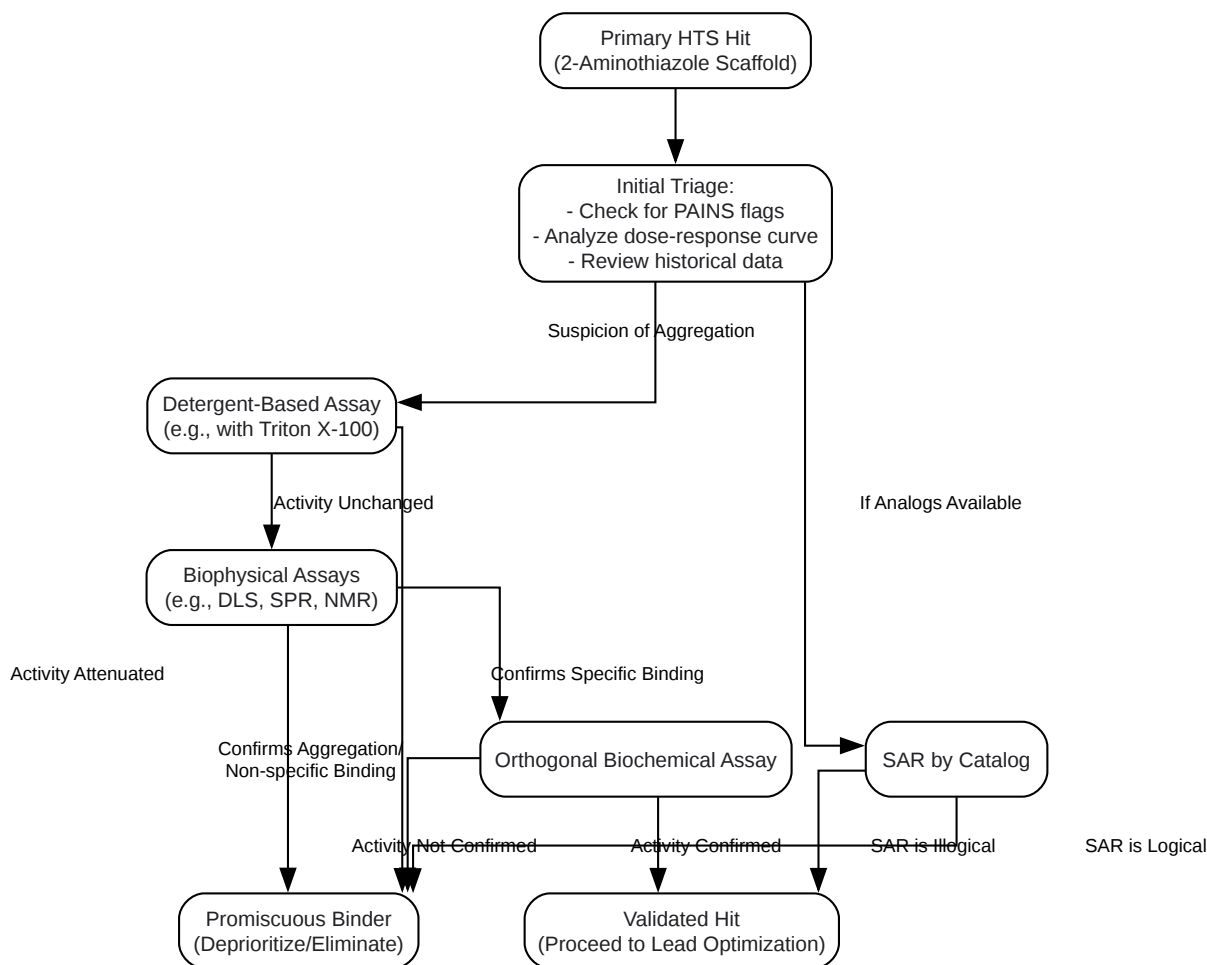 Primary HTS Hit
(2-Aminothiazole Scaffold)
Initial Triage:
- Check for PAINS flags
- Analyze dose-response curve
- Review historical data
Suspicion of Aggregation
Detergent-Based Assay
(e.g., with Triton X-100)
Activity Unchanged
If Analogs Available
Biophysical Assays
(e.g., DLS, SPR, NMR)
Activity Attenuated
Confirms Specific Binding
Confirms Aggregation/
Non-specific Binding
Orthogonal Biochemical Assay
SAR by Catalog
Activity Not Confirmed
Activity Confirmed
SAR is Illogical
SAR is Logical
Promiscuous Binder
(Deprioritize/Eliminate)
Validated Hit
(Proceed to Lead Optimization)